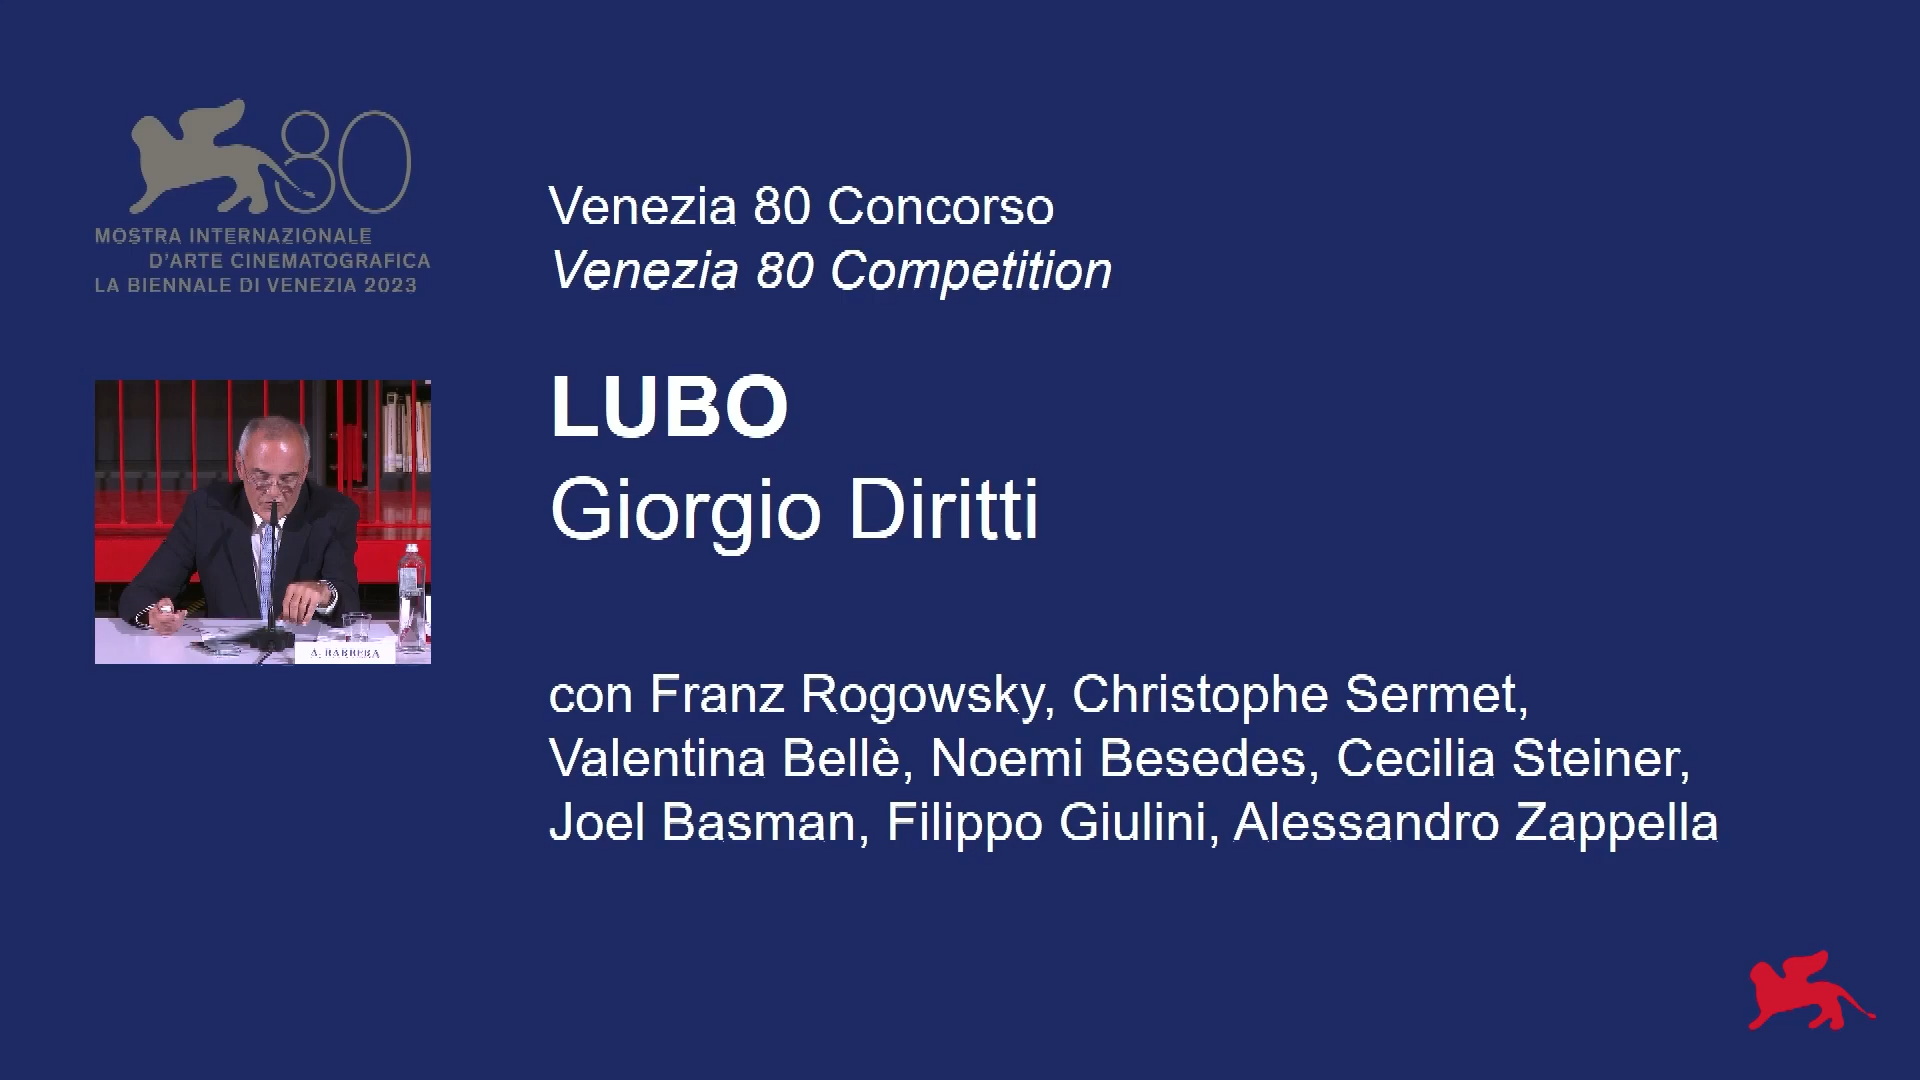 80
MOSTRA INTERNAZIONALE
D'ARTE CINEMATOGRAFICA
LA BIENNALE DI VENEZIA 2023
Venezia 80 Concorso
Venezia 80 Competition
LUBO
Giorgio Diritti
A. BARBERA
con Franz Rogowsky, Christophe Sermet,
Valentina Bellè, Noemi Besedes, Cecilia Steiner,
Joel Basman, Filippo Giulini, Alessandro Zappella